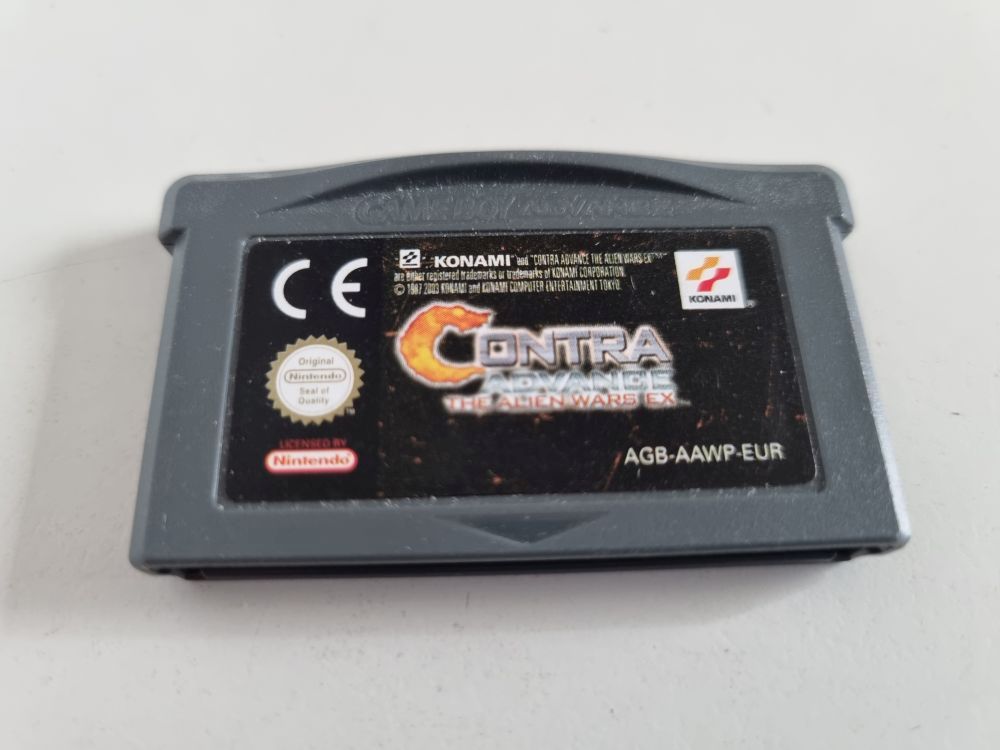 GAME BOY ADVANCE
CE
KONAMI and "CONTRA ADVANCE THE ALIEN WARS EX"
are either registered trademarks or trademarks of KONAMI CORPORATION.
© 1987 2003 KONAMI and KONAMI COMPUTER ENTERTAINMENT TOKYO.
KONAMI
CONTRA
ADVANCE
THE ALIEN WARS EX
Original
Nintendo
Seal of
Quality
LICENSED BY
Nintendo
AGB-AAWP-EUR